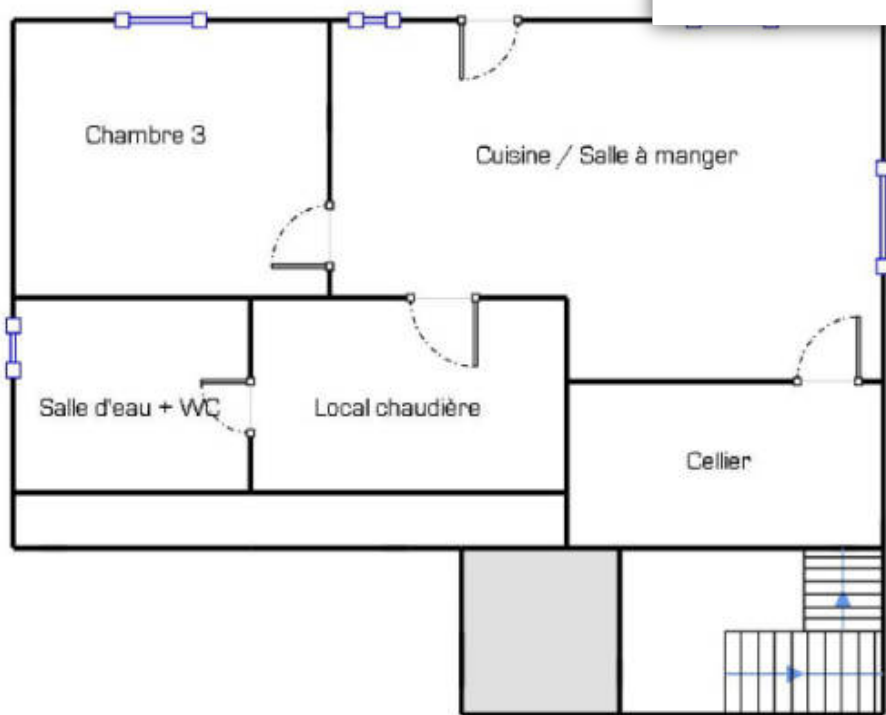 Chambre 3
Cuisine / Salle à manger
Salle d'eau + WC
Local chaudière
Cellier